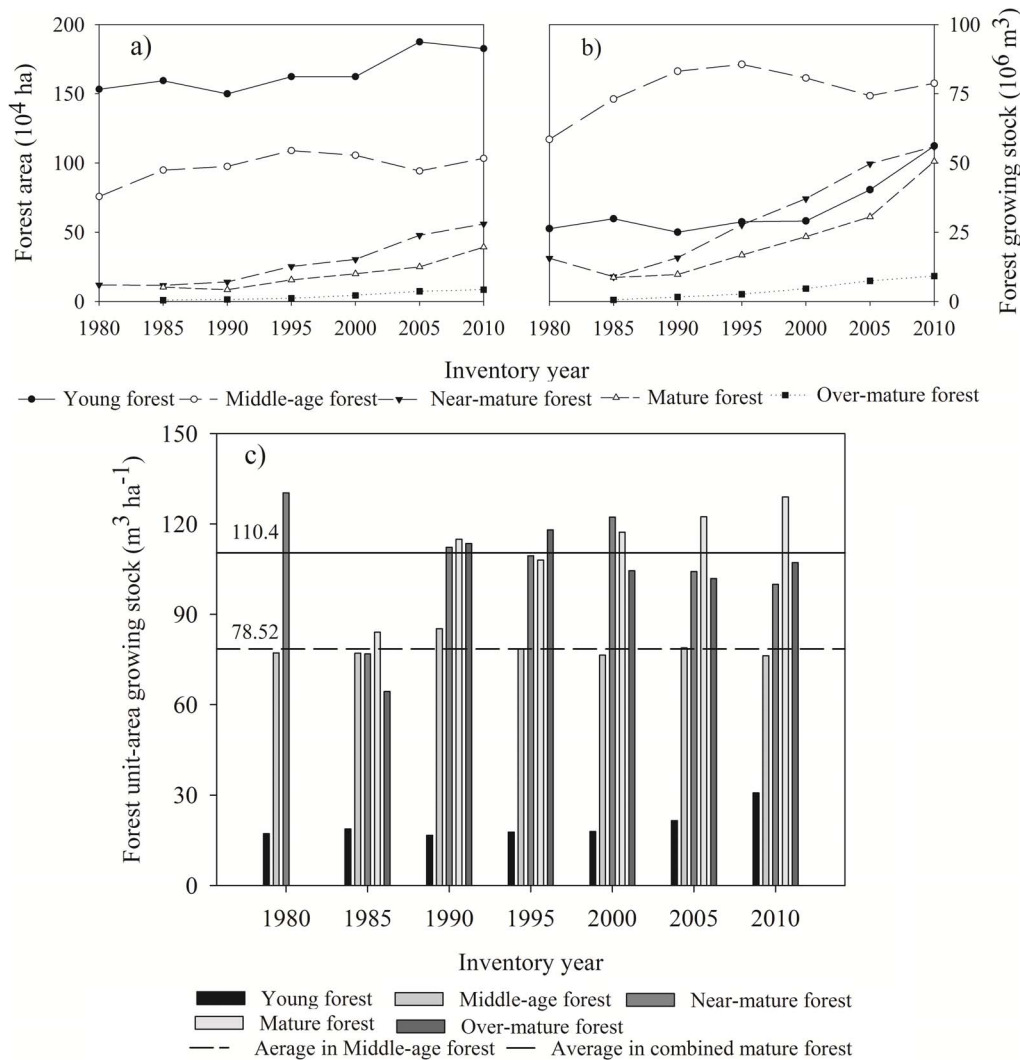 a)
200
150
100
50
0
Forest area (10⁴ ha)
1980 1985 1990 1995 2000 2005 2010
b)
100
75
50
25
0
Forest growing stock (10⁶ m³)
1980 1985 1990 1995 2000 2005 2010
Inventory year
Young forest Middle-age forest Near-mature forest Mature forest Over-mature forest
c)
150
120
90
60
30
0
110.4
78.52
Forest unit-area growing stock (m³ ha⁻¹)
1980 1985 1990 1995 2000 2005 2010
Inventory year
Young forest Middle-age forest Near-mature forest
Mature forest Over-mature forest
Aerage in Middle-age forest Average in combined mature forest